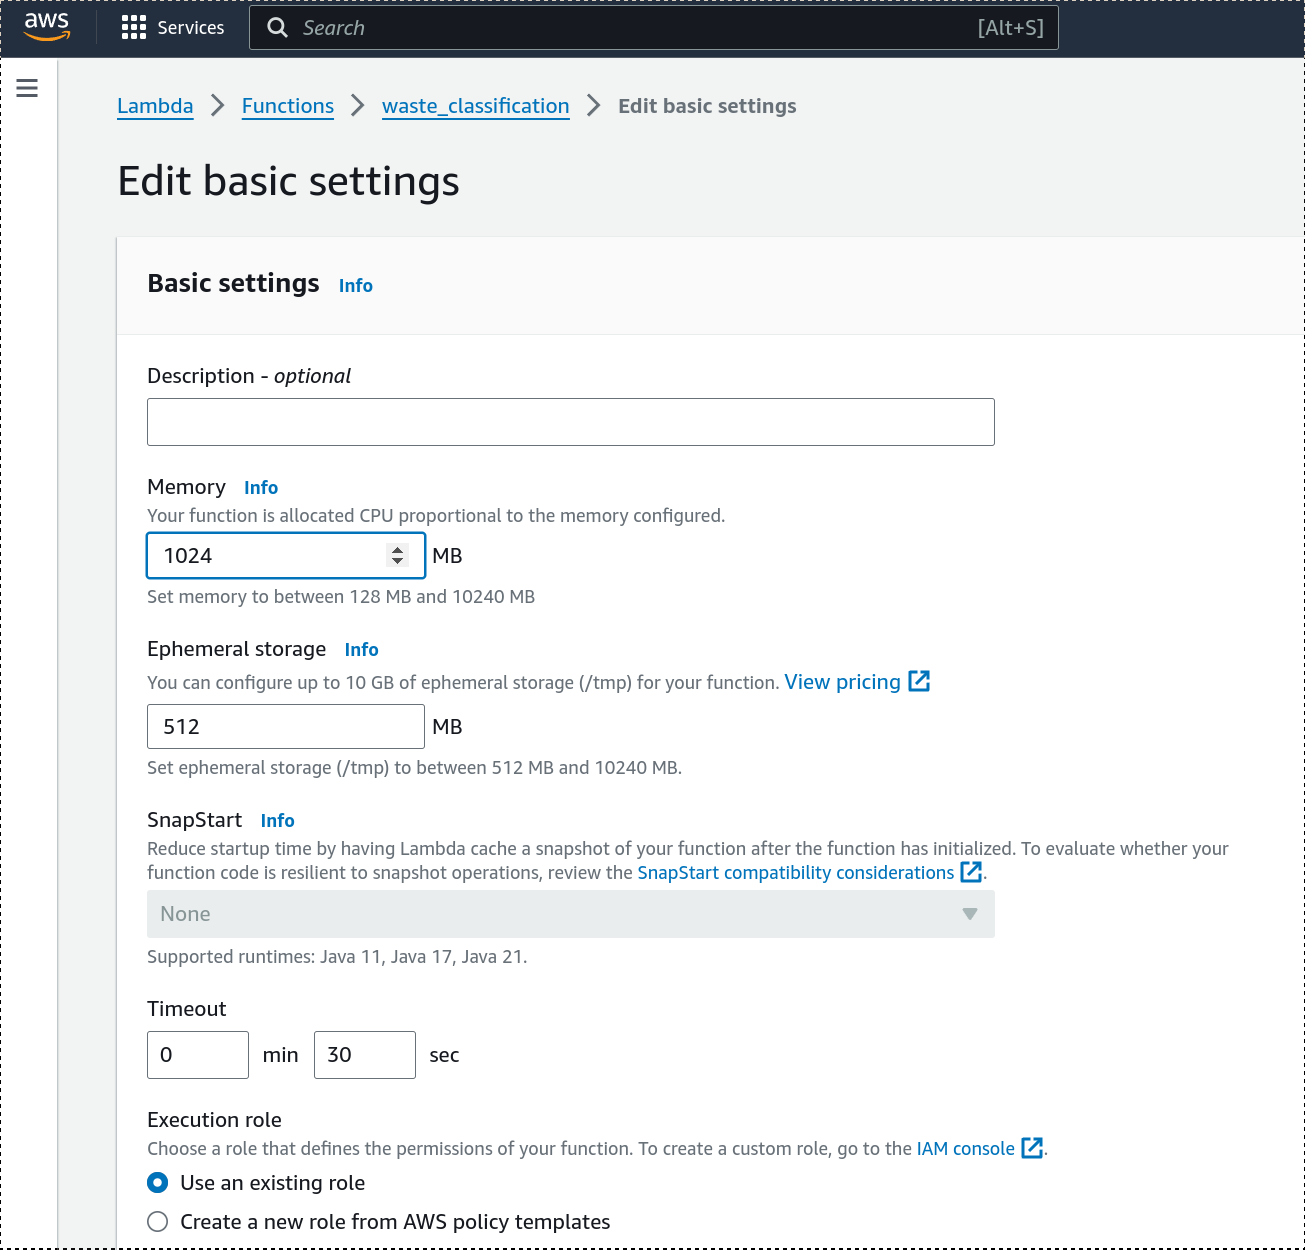 aws Services Search [Alt+S]
Lambda Functions waste_classification Edit basic settings
Edit basic settings
Basic settings Info
Description - optional
Memory Info
Your function is allocated CPU proportional to the memory configured.
1024 MB
Set memory to between 128 MB and 10240 MB
Ephemeral storage Info
You can configure up to 10 GB of ephemeral storage (/tmp) for your function. View pricing
512 MB
Set ephemeral storage (/tmp) to between 512 MB and 10240 MB.
SnapStart Info
Reduce startup time by having Lambda cache a snapshot of your function after the function has initialized. To evaluate whether your
function code is resilient to snapshot operations, review the SnapStart compatibility considerations.
None
Supported runtimes: Java 11, Java 17, Java 21.
Timeout
0 min 30 sec
Execution role
Choose a role that defines the permissions of your function. To create a custom role, go to the IAM console.
Use an existing role
Create a new role from AWS policy templates